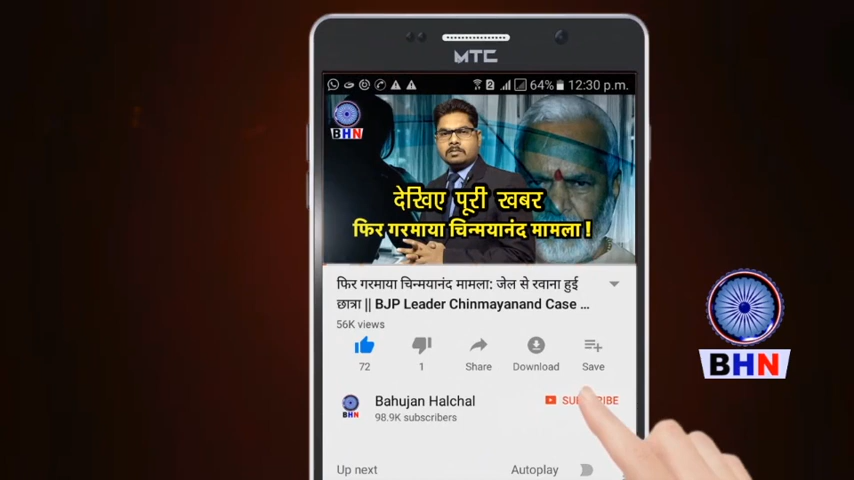 MTC
64% 12:30 p.m.
BHN
देखिए पूरी खबर
फिर गरमाया चिन्मयानंद मामला !
फिर गरमाया चिन्मयानंद मामला: जेल से रवाना हुई
छात्रा || BJP Leader Chinmayanand Case ...
56K views
72 1 Share Download Save
BHN
Bahujan Halchal
SUBSCRIBE
98.9K subscribers
BHN
Up next Autoplay